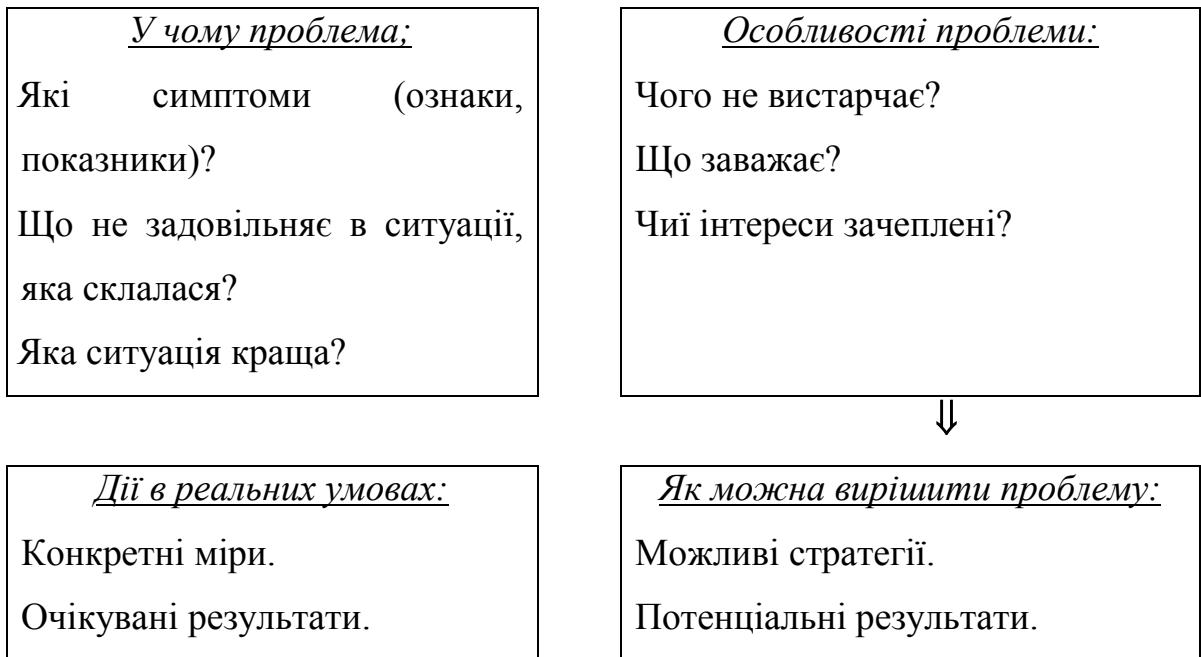 У чому проблема;
Які симптоми (ознаки,
показники)?
Що не задовільняє в ситуації,
яка склалася?
Яка ситуація краща?
Особливості проблеми:
Чого не вистарчає?
Що заважає?
Чиї інтереси зачеплені?
⇓
Дії в реальних умовах:
Конкретні міри.
Очікувані результати.
Як можна вирішити проблему:
Можливі стратегії.
Потенціальні результати.